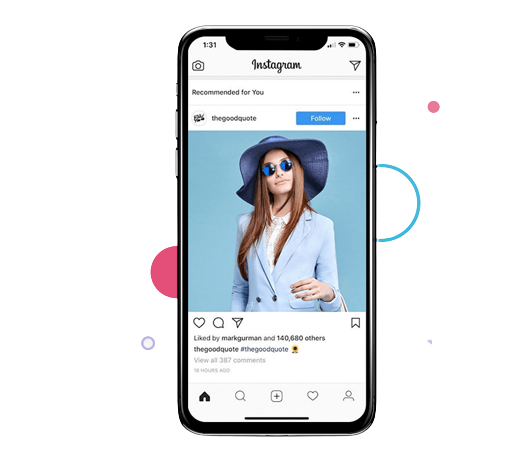 1:31
Instagram
Recommended for You
thegoodquote
Follow
Liked by markgurman and 140,680 others
thegoodquote #thegoodquote 🌻
View all 387 comments
18 HOURS AGO